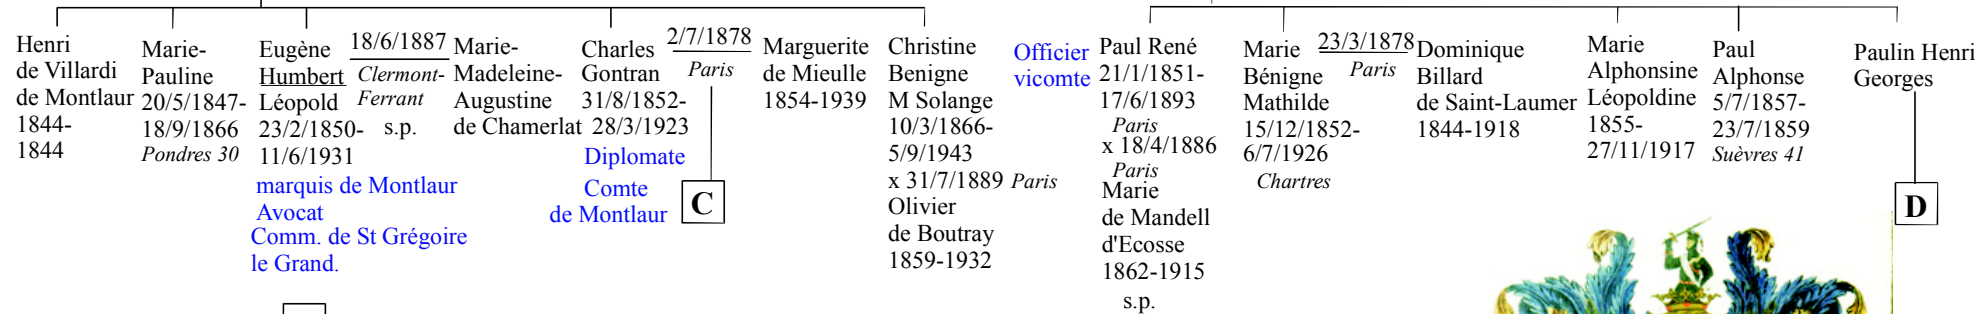 Henri
de Villardi
de Montlaur
1844-
1844
Marie-
Pauline
20/5/1847-
18/9/1866
Pondres 30
Eugène
Humbert
Léopold
23/2/1850-
11/6/1931
marquis de Montlaur
Avocat
Comm. de St Grégoire
le Grand.
18/6/1887
Clermont-
Ferrant
s.p.
Marie-
Madeleine-
Augustine
de Chamerlat
Charles
Gontran
31/8/1852-
28/3/1923
Diplomate
Comte
de Montlaur
2/7/1878
Paris
C
Marguerite
de Mieulle
1854-1939
Christine
Benigne
M Solange
10/3/1866-
5/9/1943
x 31/7/1889 Paris
Olivier
de Boutray
1859-1932
Officier
vicomte
Paul René
21/1/1851-
17/6/1893
Paris
x 18/4/1886
Paris
Marie
de Mandell
d'Ecosse
1862-1915
s.p.
Marie
Bénigne
Mathilde
15/12/1852-
6/7/1926
Chartres
23/3/1878
Paris
Dominique
Billard
de Saint-Laumer
1844-1918
Marie
Alphonsine
Léopoldine
1855-
27/11/1917
Paul
Alphonse
5/7/1857-
23/7/1859
Suèvres 41
Paulin Henri
Georges
D